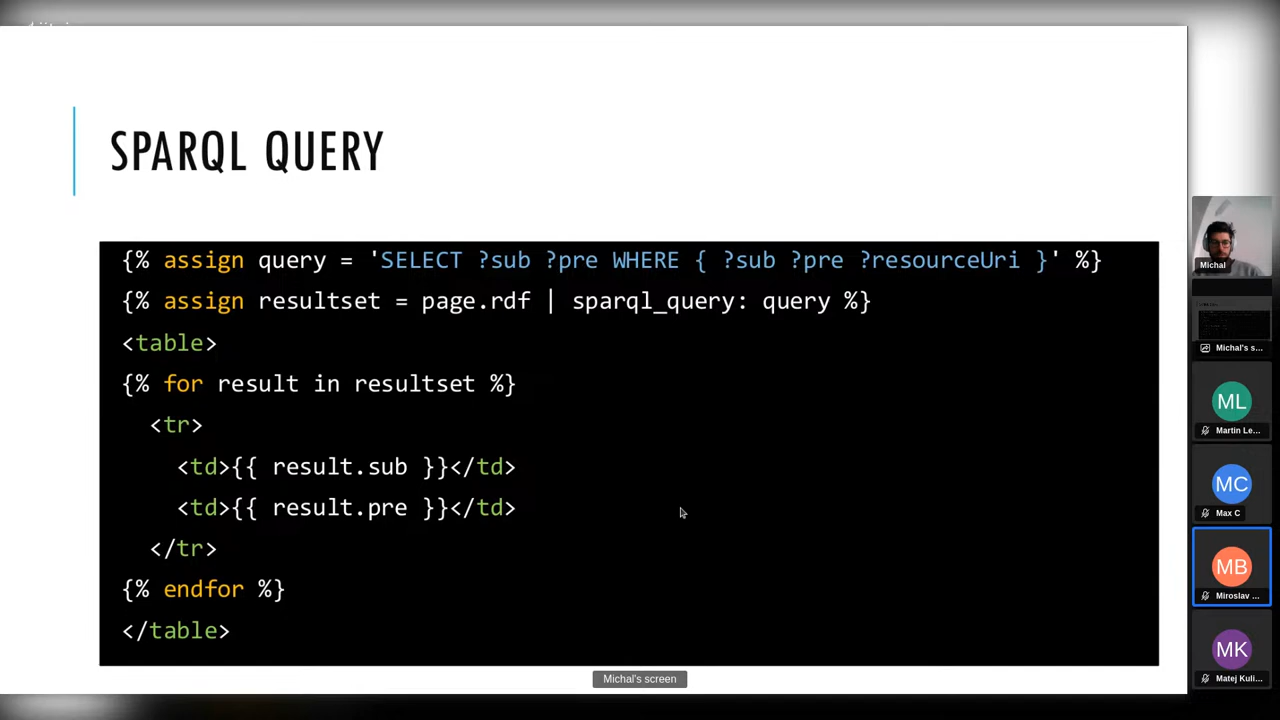 SPARQL QUERY
{% assign query = 'SELECT ?sub ?pre WHERE { ?sub ?pre ?resourceUri }' %}
{% assign resultset = page.rdf | sparql_query: query %}
<table>
{% for result in resultset %}
<tr>
<td>{{ result.sub }}</td>
<td>{{ result.pre }}</td>
</tr>
{% endfor %}
</table>
Michal's screen
Michal
Michal's s...
ML
Martin Le...
MC
Max C
MB
Miroslav ...
MK
Matej Kuli...